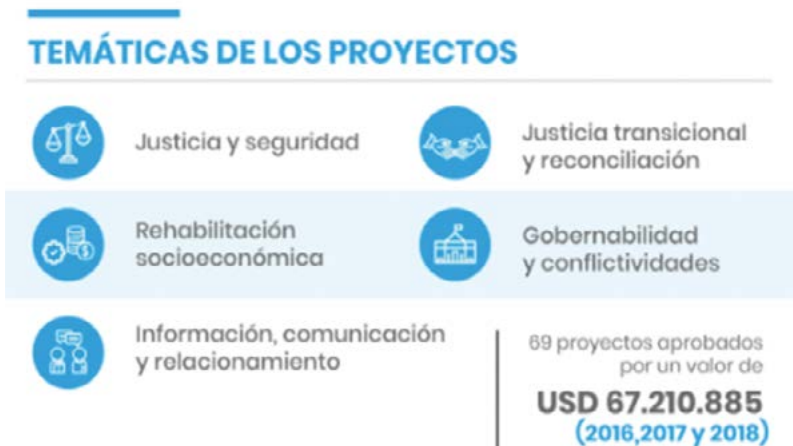 TEMÁTICAS DE LOS PROYECTOS
Justicia y seguridad
Justicia transicional
y reconciliación
Rehabilitación
socioeconómica
Gobernabilidad
y conflictividades
Información, comunicación
y relacionamiento
69 proyectos aprobados
por un valor de
USD 67.210.885
(2016,2017 y 2018)